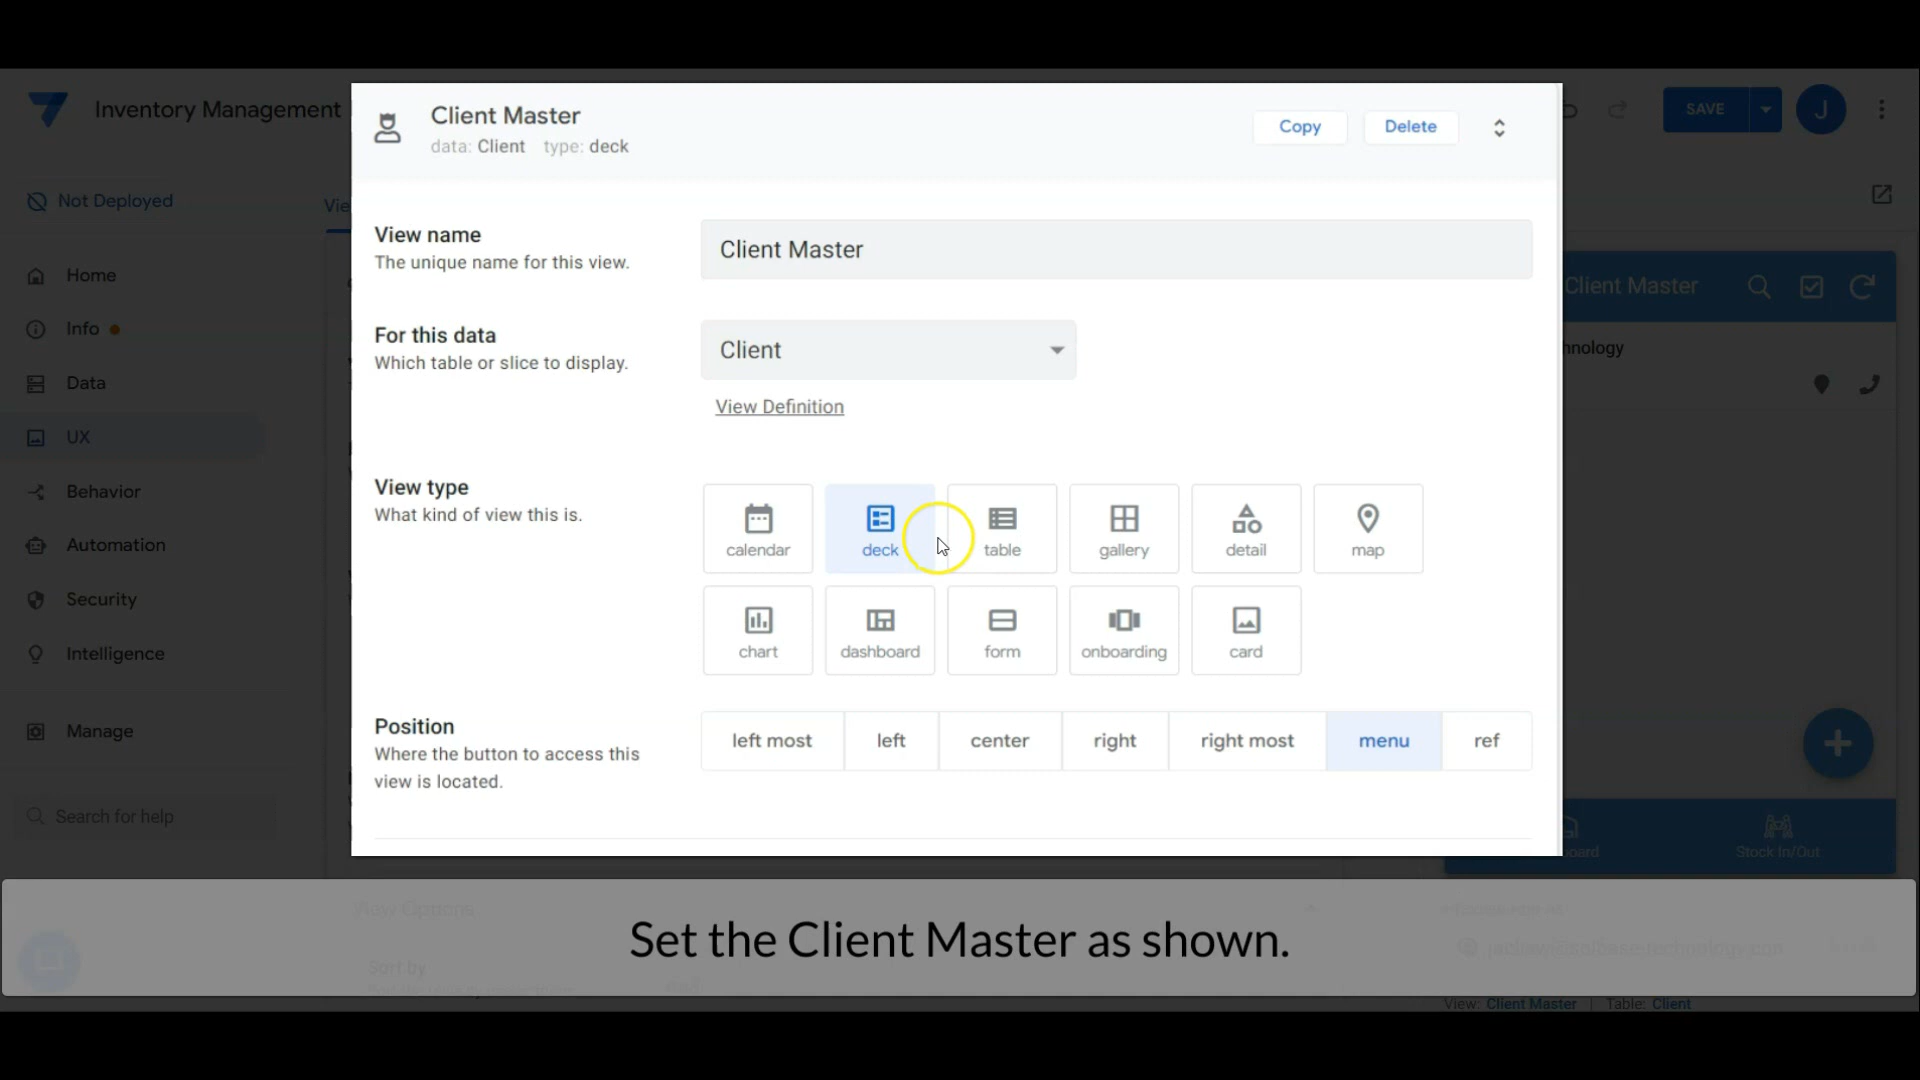 Inventory Management
Client Master
data: Client type: deck
Copy
Delete
SAVE
J
Not Deployed
Vie
Home
Info
Data
UX
Behavior
Automation
Security
Intelligence
Manage
Search for help
View name
The unique name for this view.
Client Master
For this data
Which table or slice to display.
Client
View Definition
View type
What kind of view this is.
calendar
deck
table
gallery
detail
map
chart
dashboard
form
onboarding
card
Position
Where the button to access this
view is located.
left most
left
center
right
right most
menu
ref
Client Master
hnology
oard
Stock In/Out
View Options
Set the Client Master as shown.
Sort by
View: Client Master | Table: Client